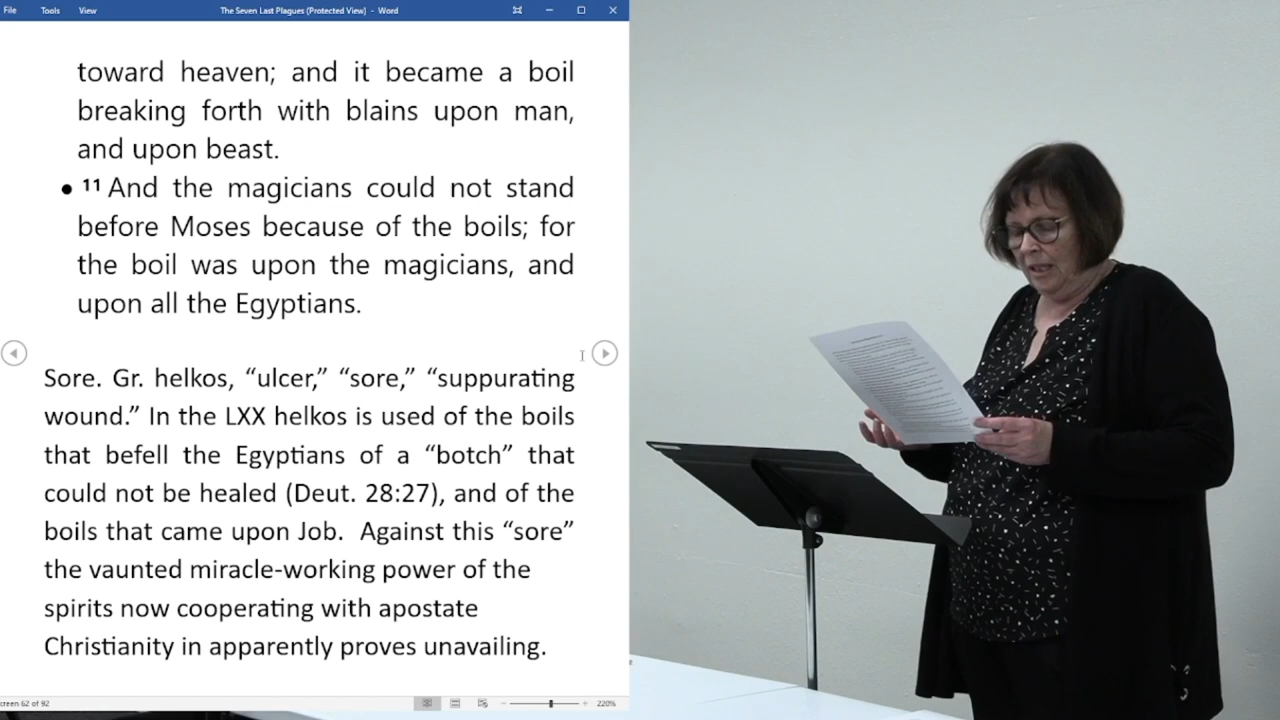 File Tools View The Seven Last Plagues (Protected View) - Word
toward heaven; and it became a boil
breaking forth with blains upon man,
and upon beast.
• 11 And the magicians could not stand
before Moses because of the boils; for
the boil was upon the magicians, and
upon all the Egyptians.
Sore. Gr. helkos, “ulcer,” “sore,” “suppurating
wound.” In the LXX helkos is used of the boils
that befell the Egyptians of a “botch” that
could not be healed (Deut. 28:27), and of the
boils that came upon Job. Against this “sore”
the vaunted miracle-working power of the
spirits now cooperating with apostate
Christianity in apparently proves unavailing.
creen 62 of 92 220%